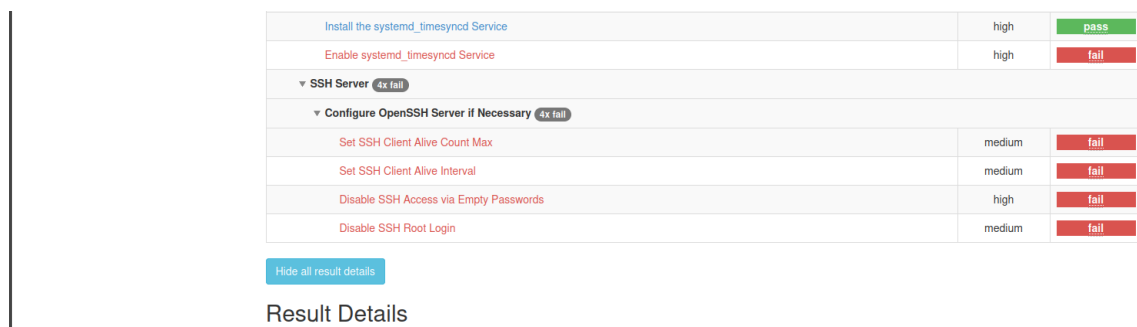 Install the systemd_timesyncd Service high pass
Enable systemd_timesyncd Service high fail
SSH Server 4x fail
Configure OpenSSH Server if Necessary 4x fail
Set SSH Client Alive Count Max medium fail
Set SSH Client Alive Interval medium fail
Disable SSH Access via Empty Passwords high fail
Disable SSH Root Login medium fail
Hide all result details
Result Details